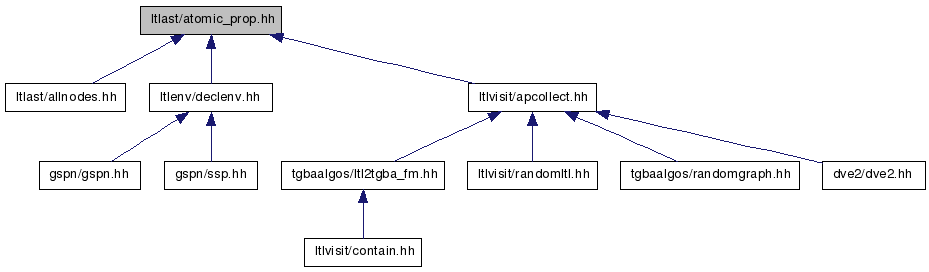 ltlast/atomic_prop.hh
ltlast/allnodes.hh
ltlenv/declenv.hh
ltlvisit/apcollect.hh
gspn/gspn.hh
gspn/ssp.hh
tgbaalgos/ltl2tgba_fm.hh
ltlvisit/randomltl.hh
tgbaalgos/randomgraph.hh
dve2/dve2.hh
ltlvisit/contain.hh